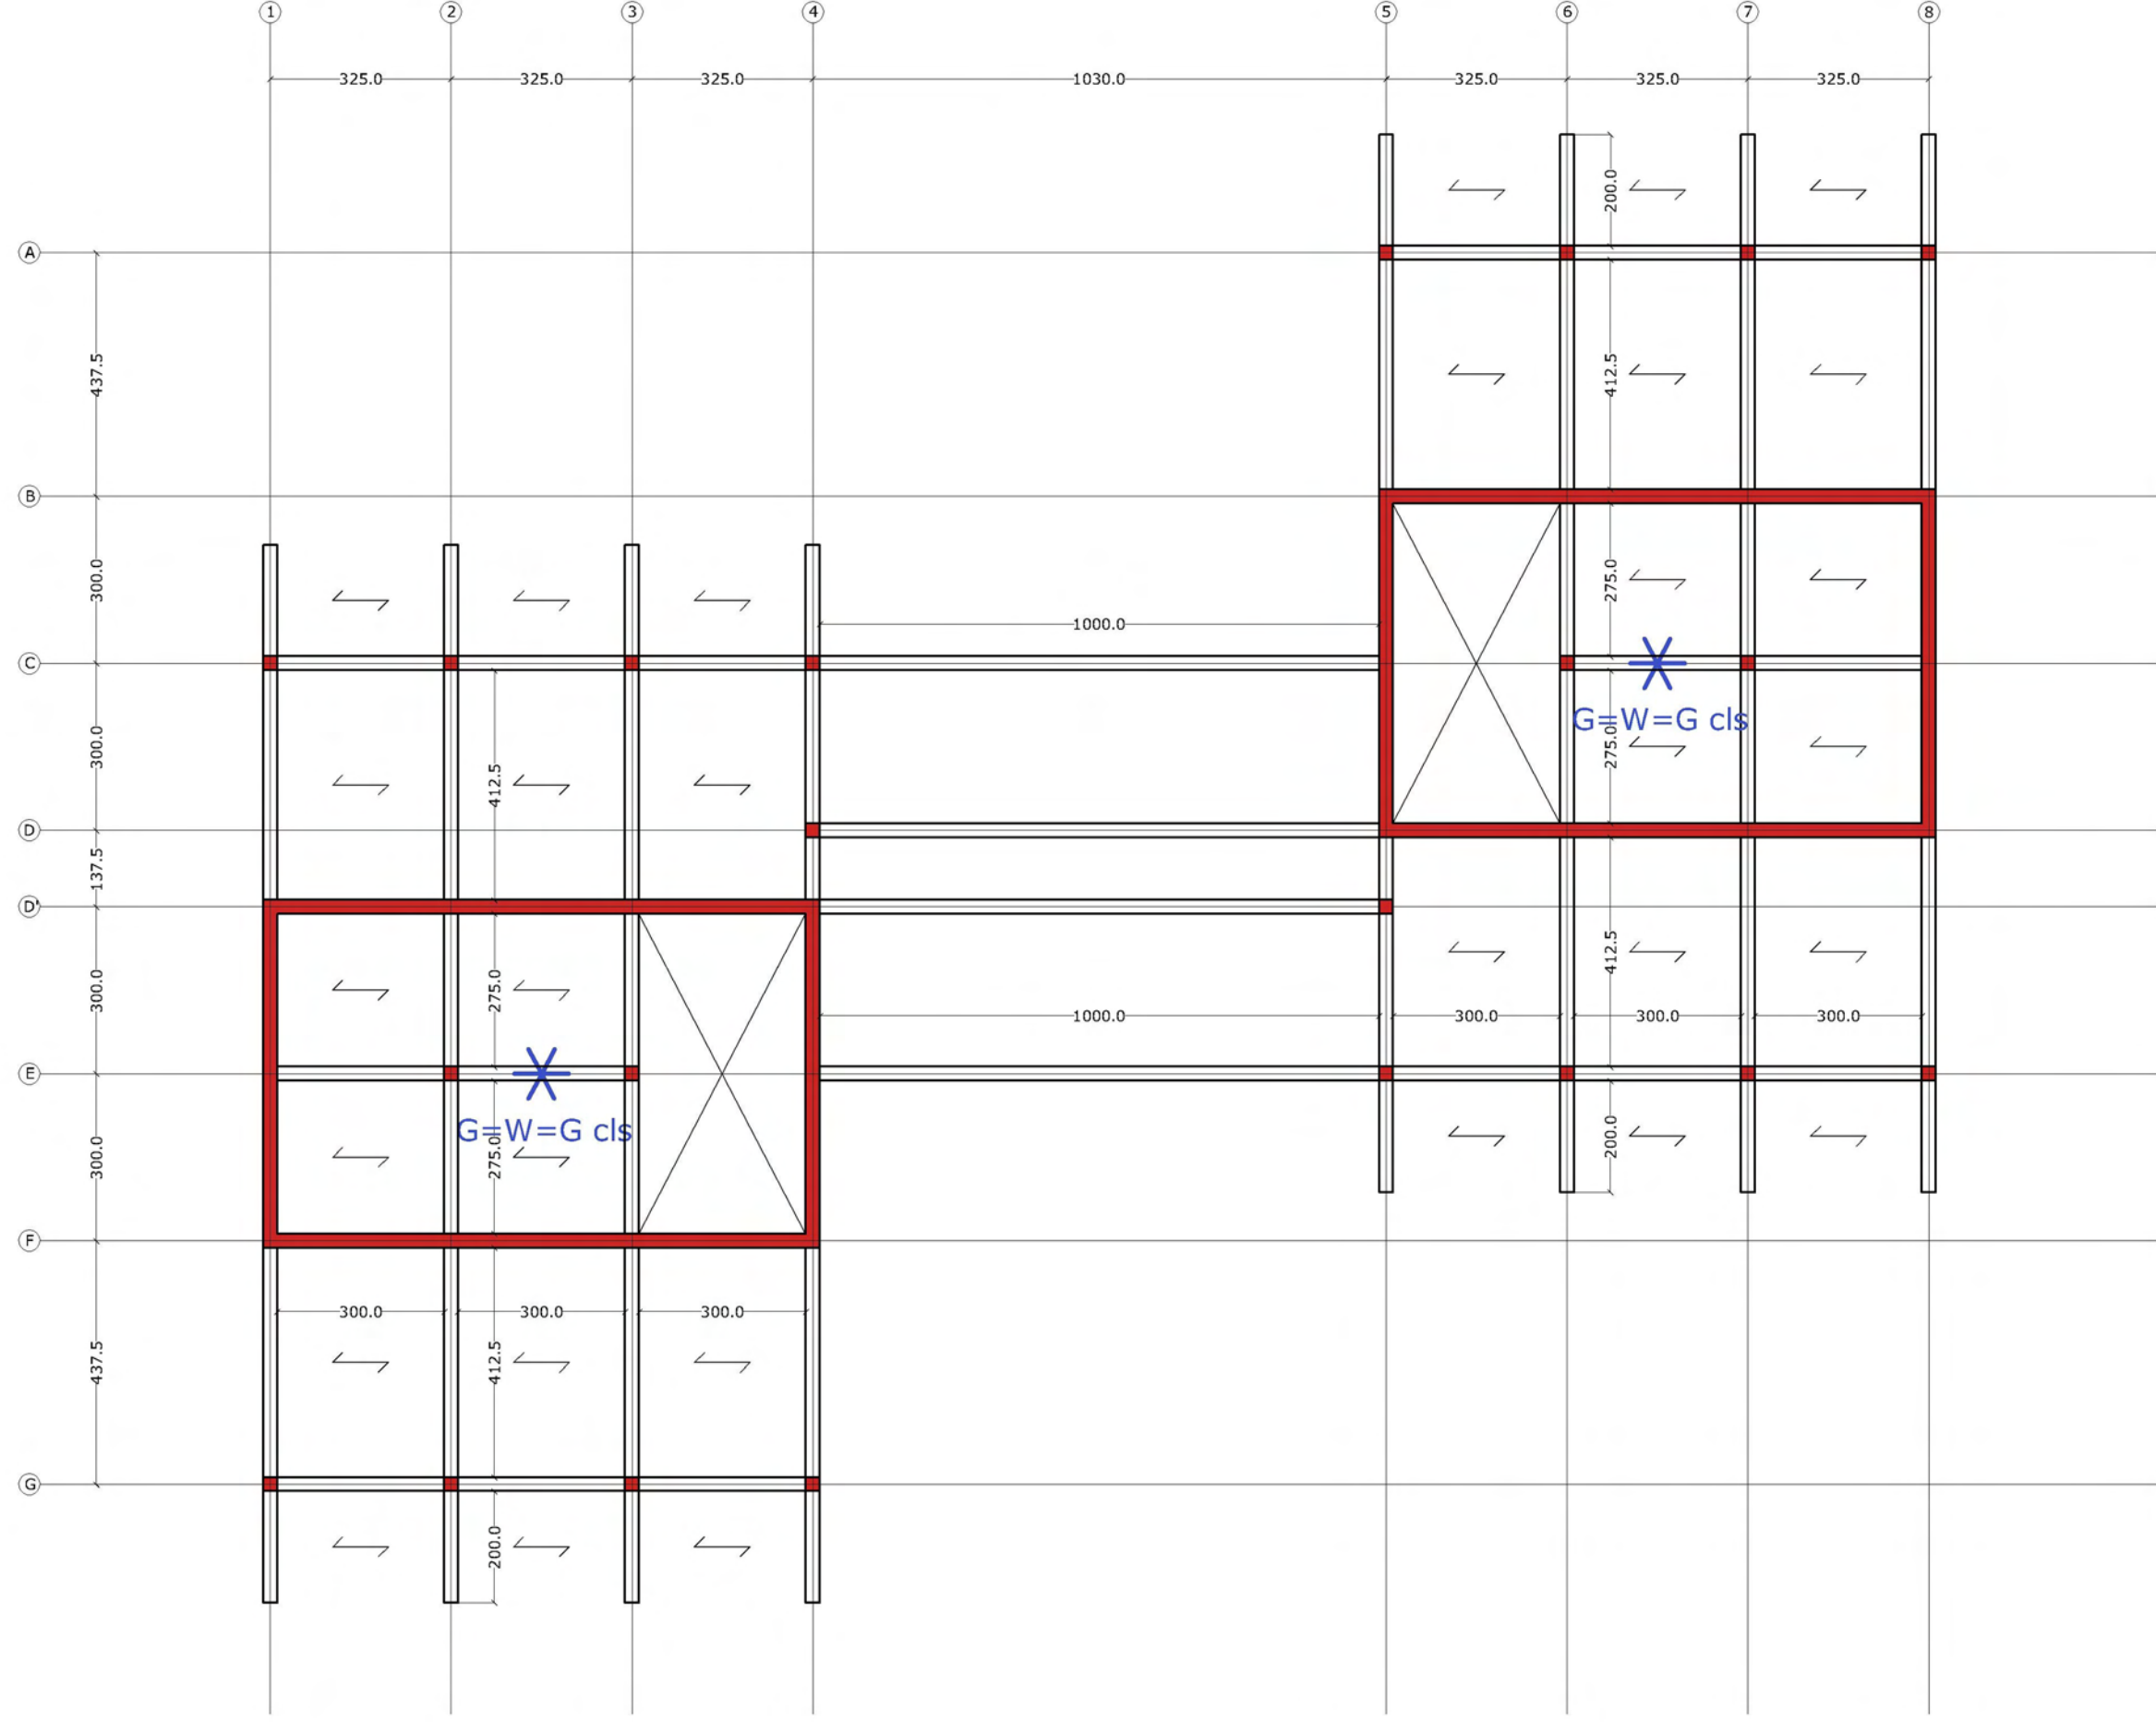 1 2 3 4 5 6 7 8
325.0 325.0 325.0 1030.0 325.0 325.0 325.0
200.0
A
437.5 412.5
B
300.0 275.0
1000.0
C
G=W=G cls
300.0 412.5 275.0
D
137.5
D'
300.0 275.0 412.5
1000.0 300.0 300.0 300.0
E
G=W=G cls
300.0 275.0 200.0
F
300.0 300.0 300.0
437.5 412.5
G
200.0